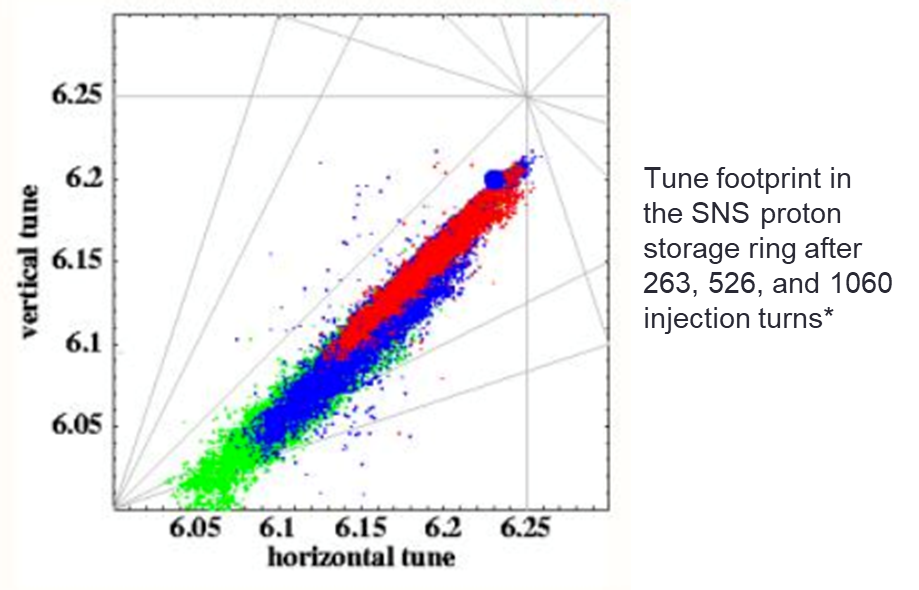 6.25
6.2
6.15
6.1
6.05
vertical tune
6.05 6.1 6.15 6.2 6.25
horizontal tune
Tune footprint in
the SNS proton
storage ring after
263, 526, and 1060
injection turns*